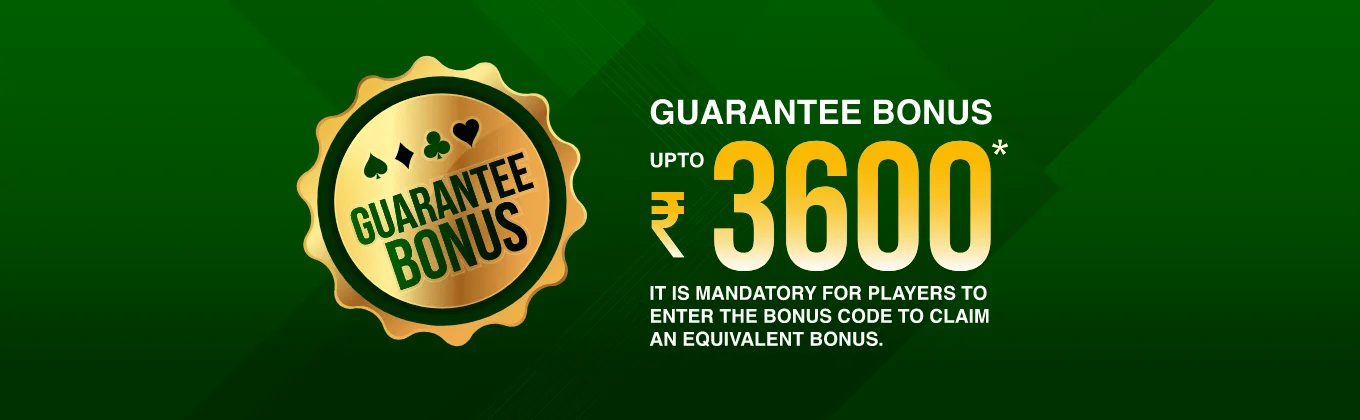 GUARANTEE
BONUS
GUARANTEE BONUS
UPTO
₹ 3600*
IT IS MANDATORY FOR PLAYERS TO
ENTER THE BONUS CODE TO CLAIM
AN EQUIVALENT BONUS.